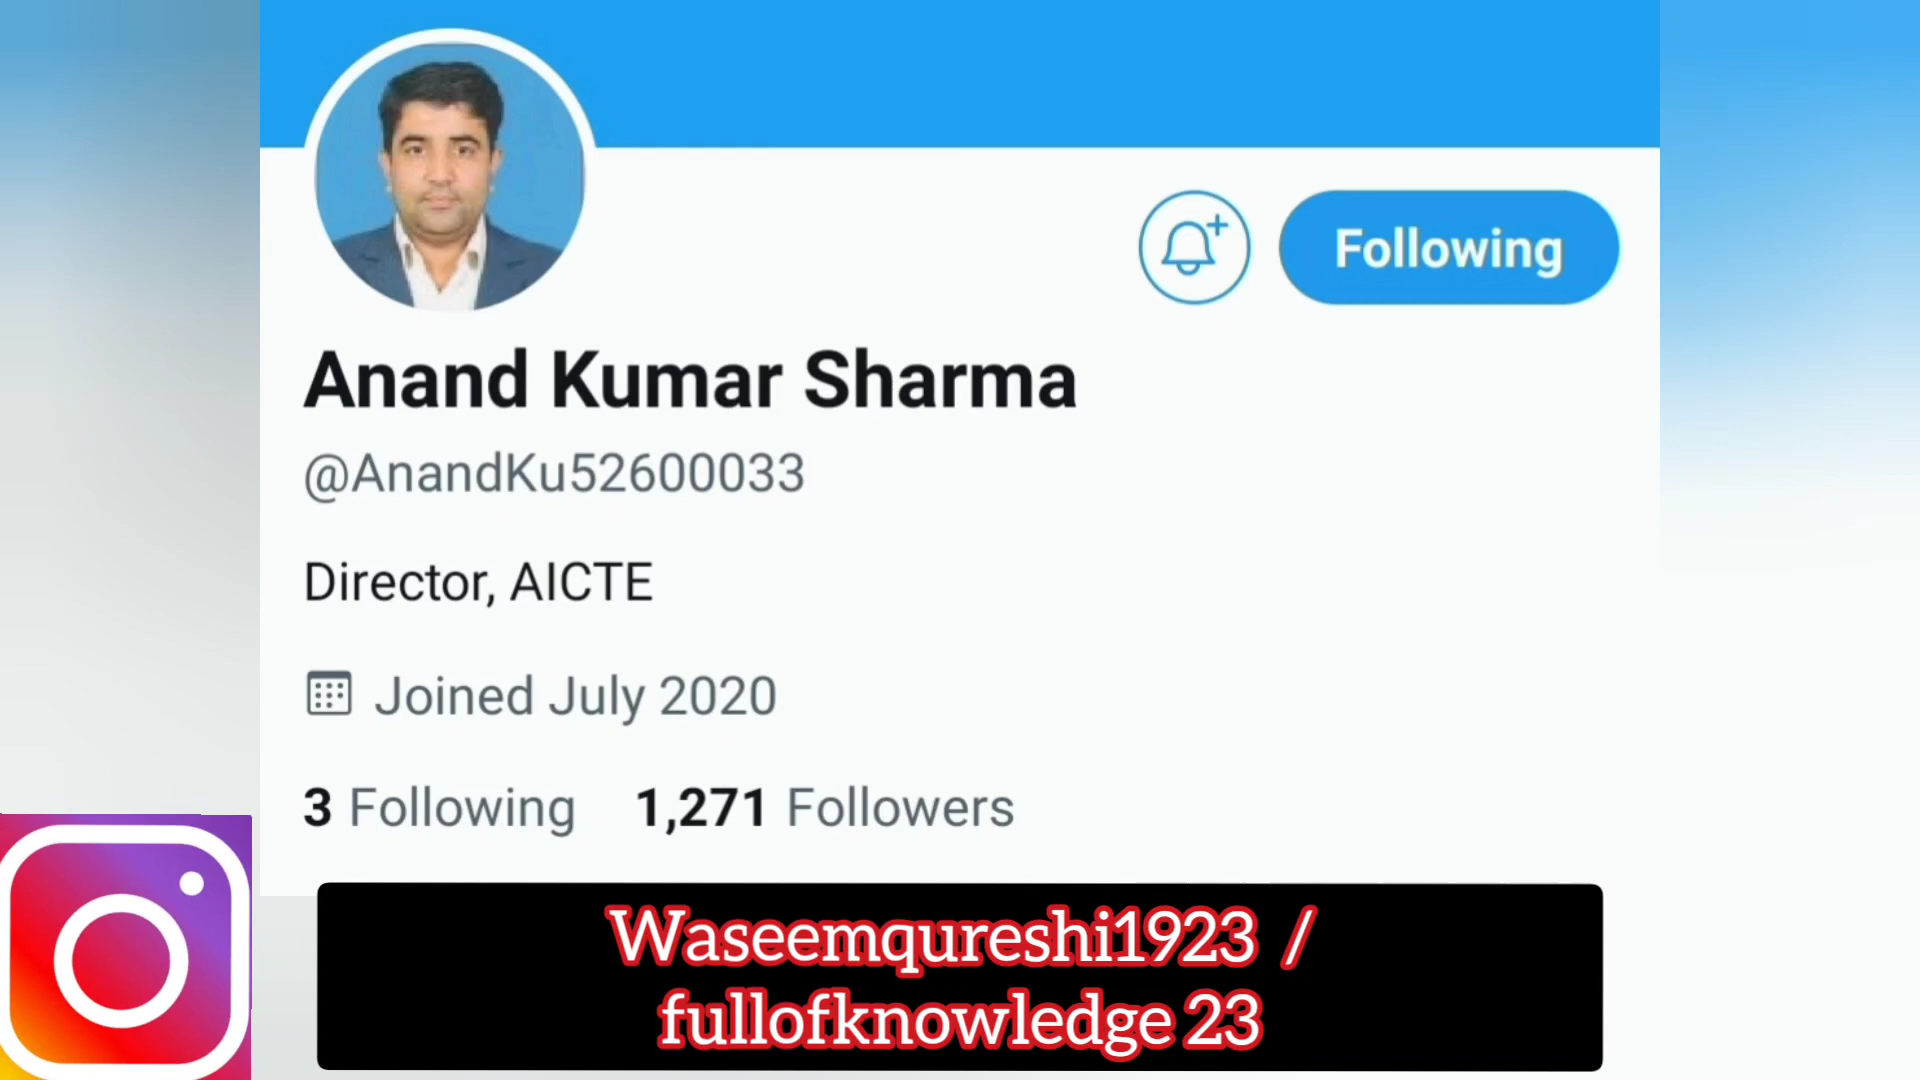 Following
Anand Kumar Sharma
@AnandKu52600033
Director, AICTE
Joined July 2020
3 Following 1,271 Followers
Waseemqureshi1923 /
fullofknowledge 23